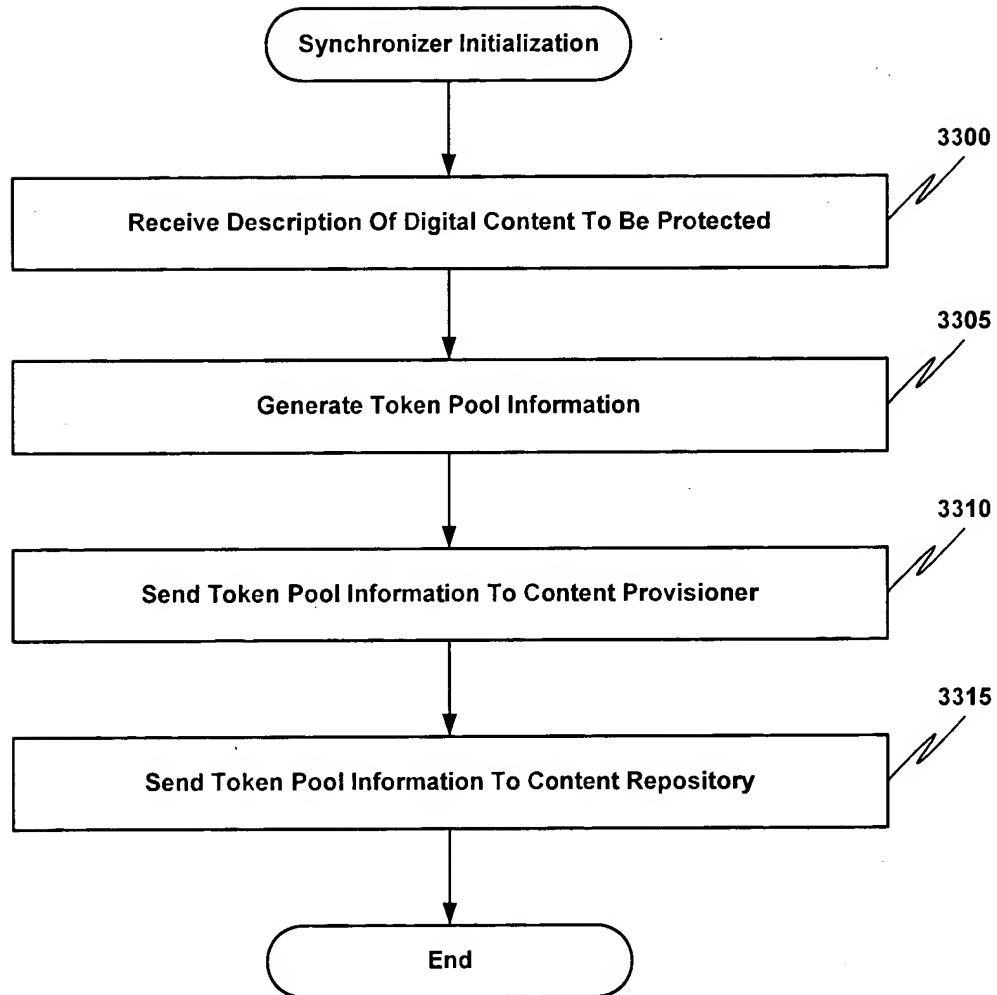 Synchronizer Initialization
3300
Receive Description Of Digital Content To Be Protected
3305
Generate Token Pool Information
3310
Send Token Pool Information To Content Provisioner
3315
Send Token Pool Information To Content Repository
End